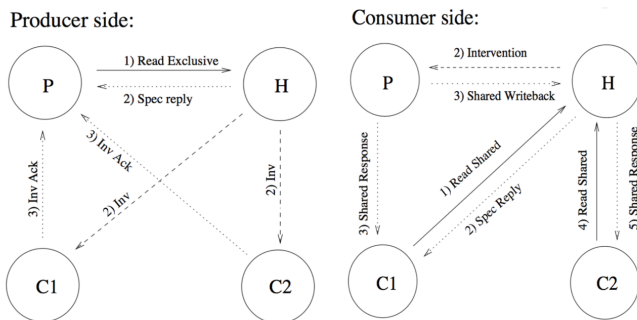 Producer side:
P
H
1) Read Exclusive
2) Spec reply
3) Inv Ack
3) Inv Ack
2) Inv
2) Inv
C1
C2
Consumer side:
P
H
2) Intervention
3) Shared Writeback
3) Shared Response
1) Read Shared
2) Spec Reply
4) Read Shared
5) Shared Response
C1
C2